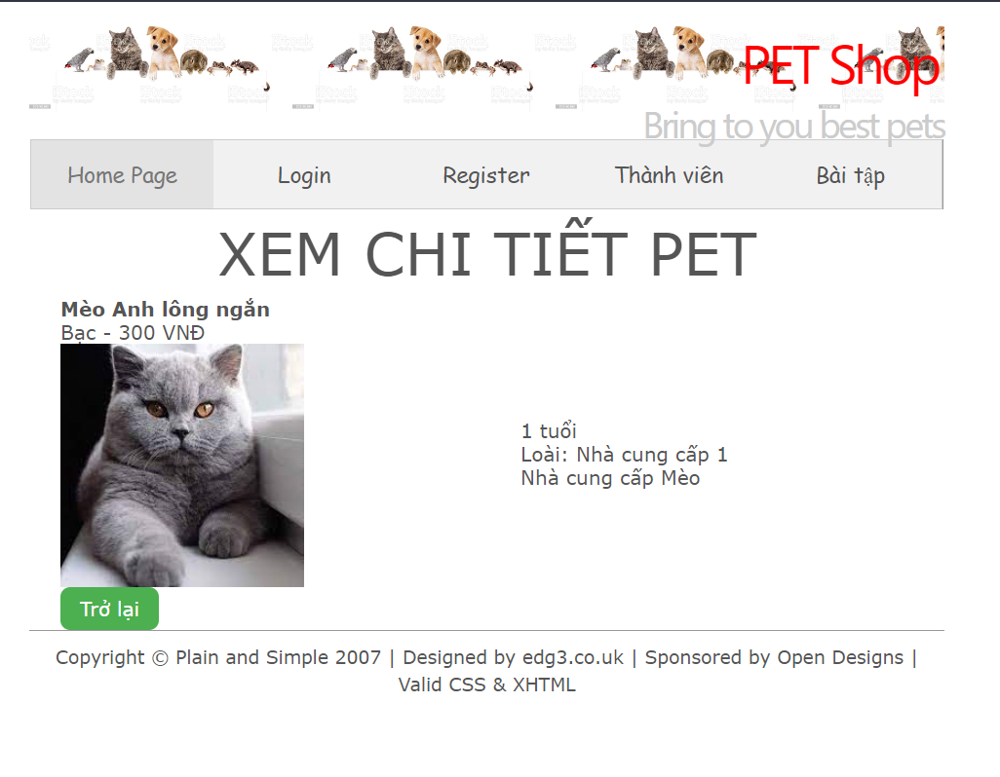 PET Shop
Bring to you best pets
Home Page Login Register Thành viên Bài tập
XEM CHI TIẾT PET
Mèo Anh lông ngắn
Bạc - 300 VNĐ
1 tuổi
Loài: Nhà cung cấp 1
Nhà cung cấp Mèo
Trở lại
Copyright © Plain and Simple 2007 | Designed by edg3.co.uk | Sponsored by Open Designs |
Valid CSS & XHTML